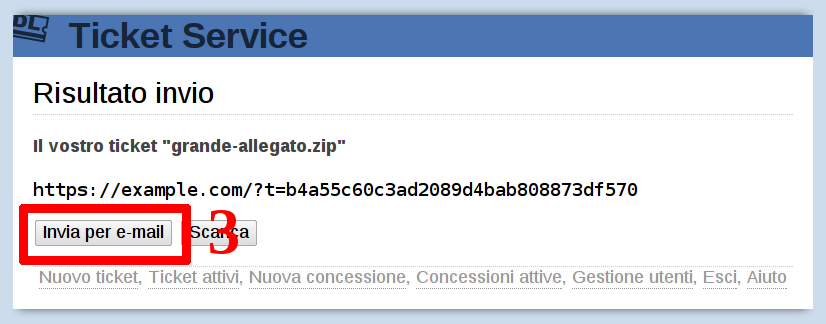 DL
Ticket Service
Risultato invio
Il vostro ticket "grande-allegato.zip"
https://example.com/?t=b4a55c60c3ad2089d4bab808873df570
Invia per e-mail Scarica 3
Nuovo ticket, Ticket attivi, Nuova concessione, Concessioni attive, Gestione utenti, Esci, Aiuto